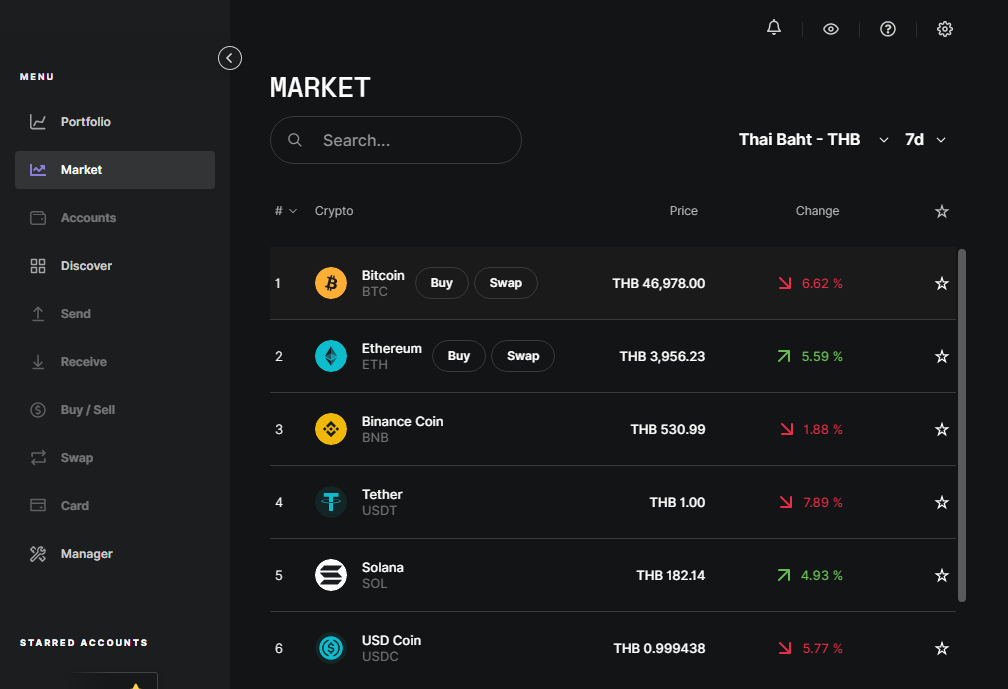 MENU
Portfolio
Market
Accounts
Discover
Send
Receive
Buy / Sell
Swap
Card
Manager
STARRED ACCOUNTS
MARKET
Search...
Thai Baht - THB
7d
# Crypto Price Change
1 Bitcoin BTC Buy Swap THB 46,978.00 6.62 %
2 Ethereum ETH Buy Swap THB 3,956.23 5.59 %
3 Binance Coin BNB THB 530.99 1.88 %
4 Tether USDT THB 1.00 7.89 %
5 Solana SOL THB 182.14 4.93 %
6 USD Coin USDC THB 0.999438 5.77 %